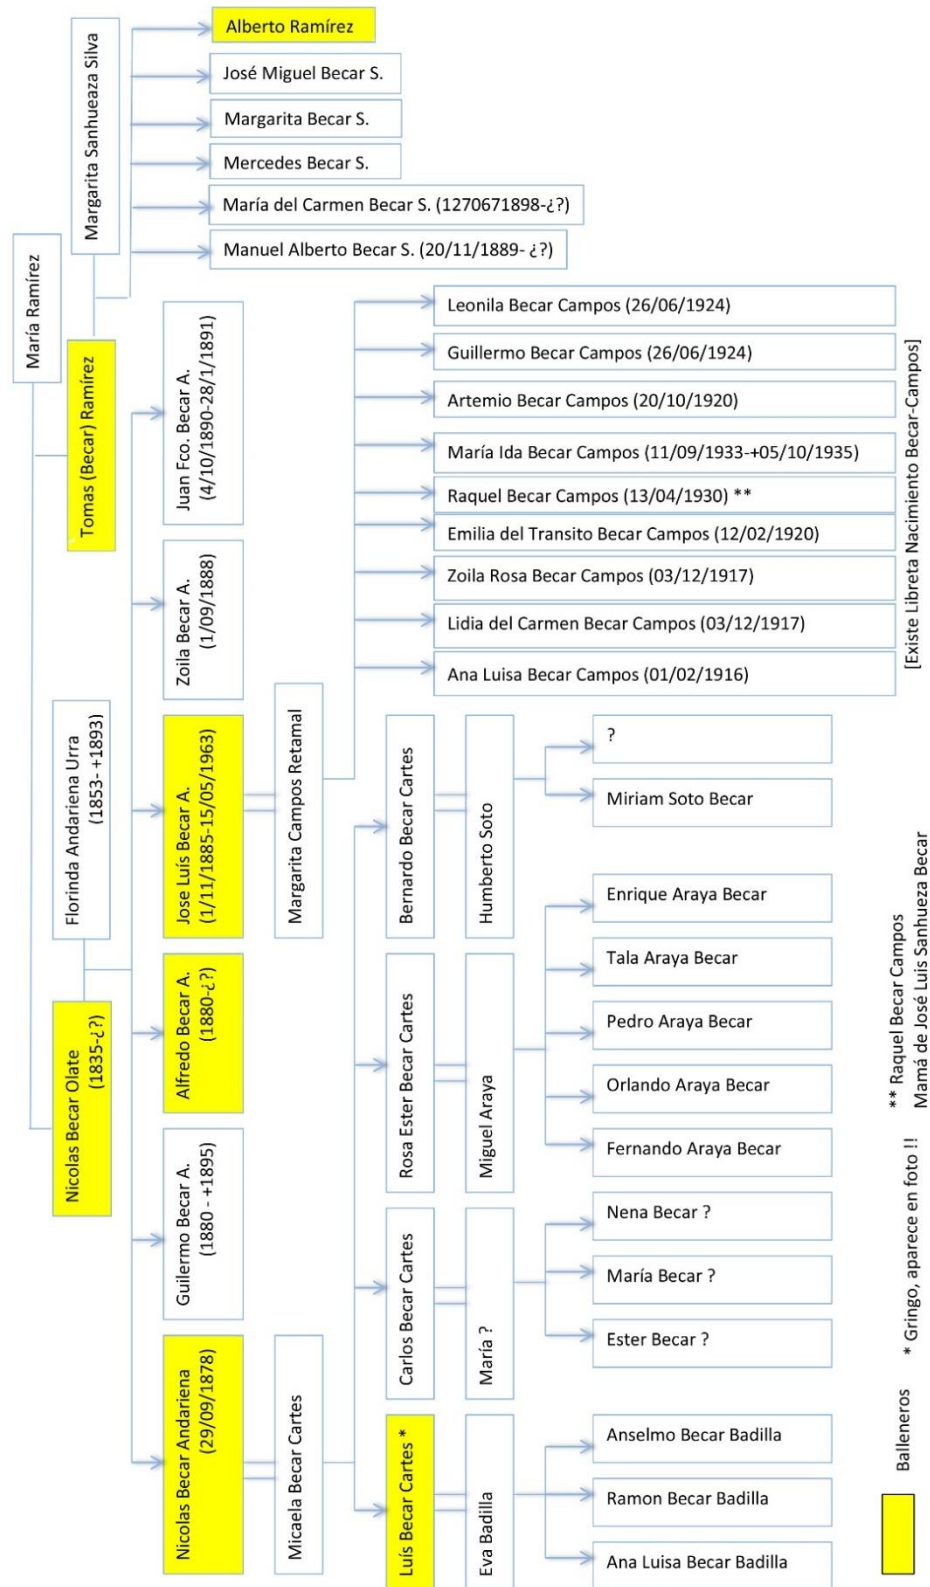 María Ramírez
Margarita Sanhueaza Silva
Nicolas Becar Olate
(1835-¿?)
Florinda Andariena Urra
(1853- +1893)
Tomas (Becar) Ramírez
Alberto Ramírez
José Miguel Becar S.
Margarita Becar S.
Mercedes Becar S.
María del Carmen Becar S. (1270671898-¿?)
Manuel Alberto Becar S. (20/11/1889- ¿?)
Nicolas Becar Andariena
(29/09/1878)
Guilermo Becar A.
(1880 - +1895)
Alfredo Becar A.
(1880-¿?)
Jose Luís Becar A.
(1/11/1885-15/05/1963)
Zoila Becar A.
(1/09/1888)
Juan Fco. Becar A.
(4/10/1890-28/1/1891)
Micaela Becar Cartes
Margarita Campos Retamal
Leonila Becar Campos (26/06/1924)
Guillermo Becar Campos (26/06/1924)
Artemio Becar Campos (20/10/1920)
María Ida Becar Campos (11/09/1933-+05/10/1935)
Raquel Becar Campos (13/04/1930) **
Emilia del Transito Becar Campos (12/02/1920)
Zoila Rosa Becar Campos (03/12/1917)
Lidia del Carmen Becar Campos (03/12/1917)
Ana Luisa Becar Campos (01/02/1916)
[Existe Libreta Nacimiento Becar-Campos]
Luís Becar Cartes *
Carlos Becar Cartes
Rosa Ester Becar Cartes
Bernardo Becar Cartes
Eva Badilla
María ?
Miguel Araya
Humberto Soto
?
Miriam Soto Becar
Enrique Araya Becar
Tala Araya Becar
Pedro Araya Becar
Orlando Araya Becar
Fernando Araya Becar
Nena Becar ?
María Becar ?
Ester Becar ?
Anselmo Becar Badilla
Ramon Becar Badilla
Ana Luisa Becar Badilla
Balleneros
* Gringo, aparece en foto !!
** Raquel Becar Campos
Mamá de José Luis Sanhueza Becar